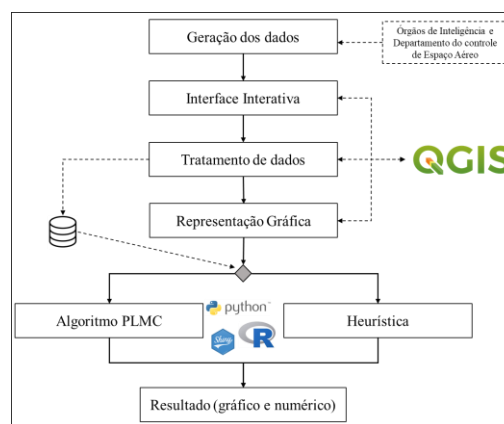 Geração dos dados
Órgãos de Inteligência e
Departamento do controle
de Espaço Aéreo
Interface Interativa
Tratamento de dados
QGIS
Representação Gráfica
Algoritmo PLMC
python
Shiny
R
Heurística
Resultado (gráfico e numérico)